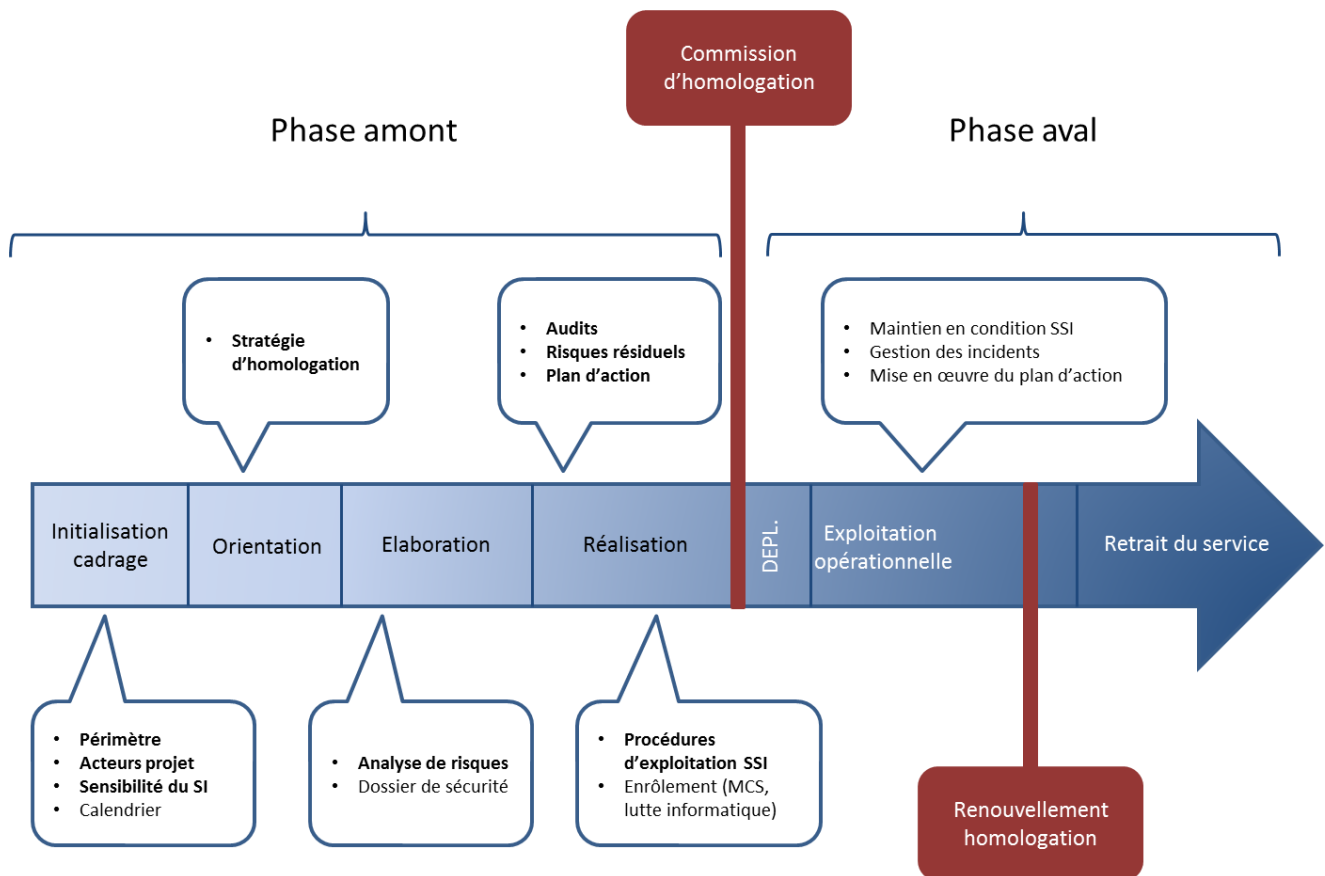 Commission
d’homologation
Phase amont
Phase aval
• Stratégie
d’homologation
• Audits
• Risques résiduels
• Plan d’action
• Maintien en condition SSI
• Gestion des incidents
• Mise en œuvre du plan d’action
Initialisation
cadrage
Orientation
Elaboration
Réalisation
DEPL.
Exploitation
opérationnelle
Retrait du service
• Périmètre
• Acteurs projet
• Sensibilité du SI
• Calendrier
• Analyse de risques
• Dossier de sécurité
• Procédures
d’exploitation SSI
• Enrôlement (MCS,
lutte informatique)
Renouvellement
homologation